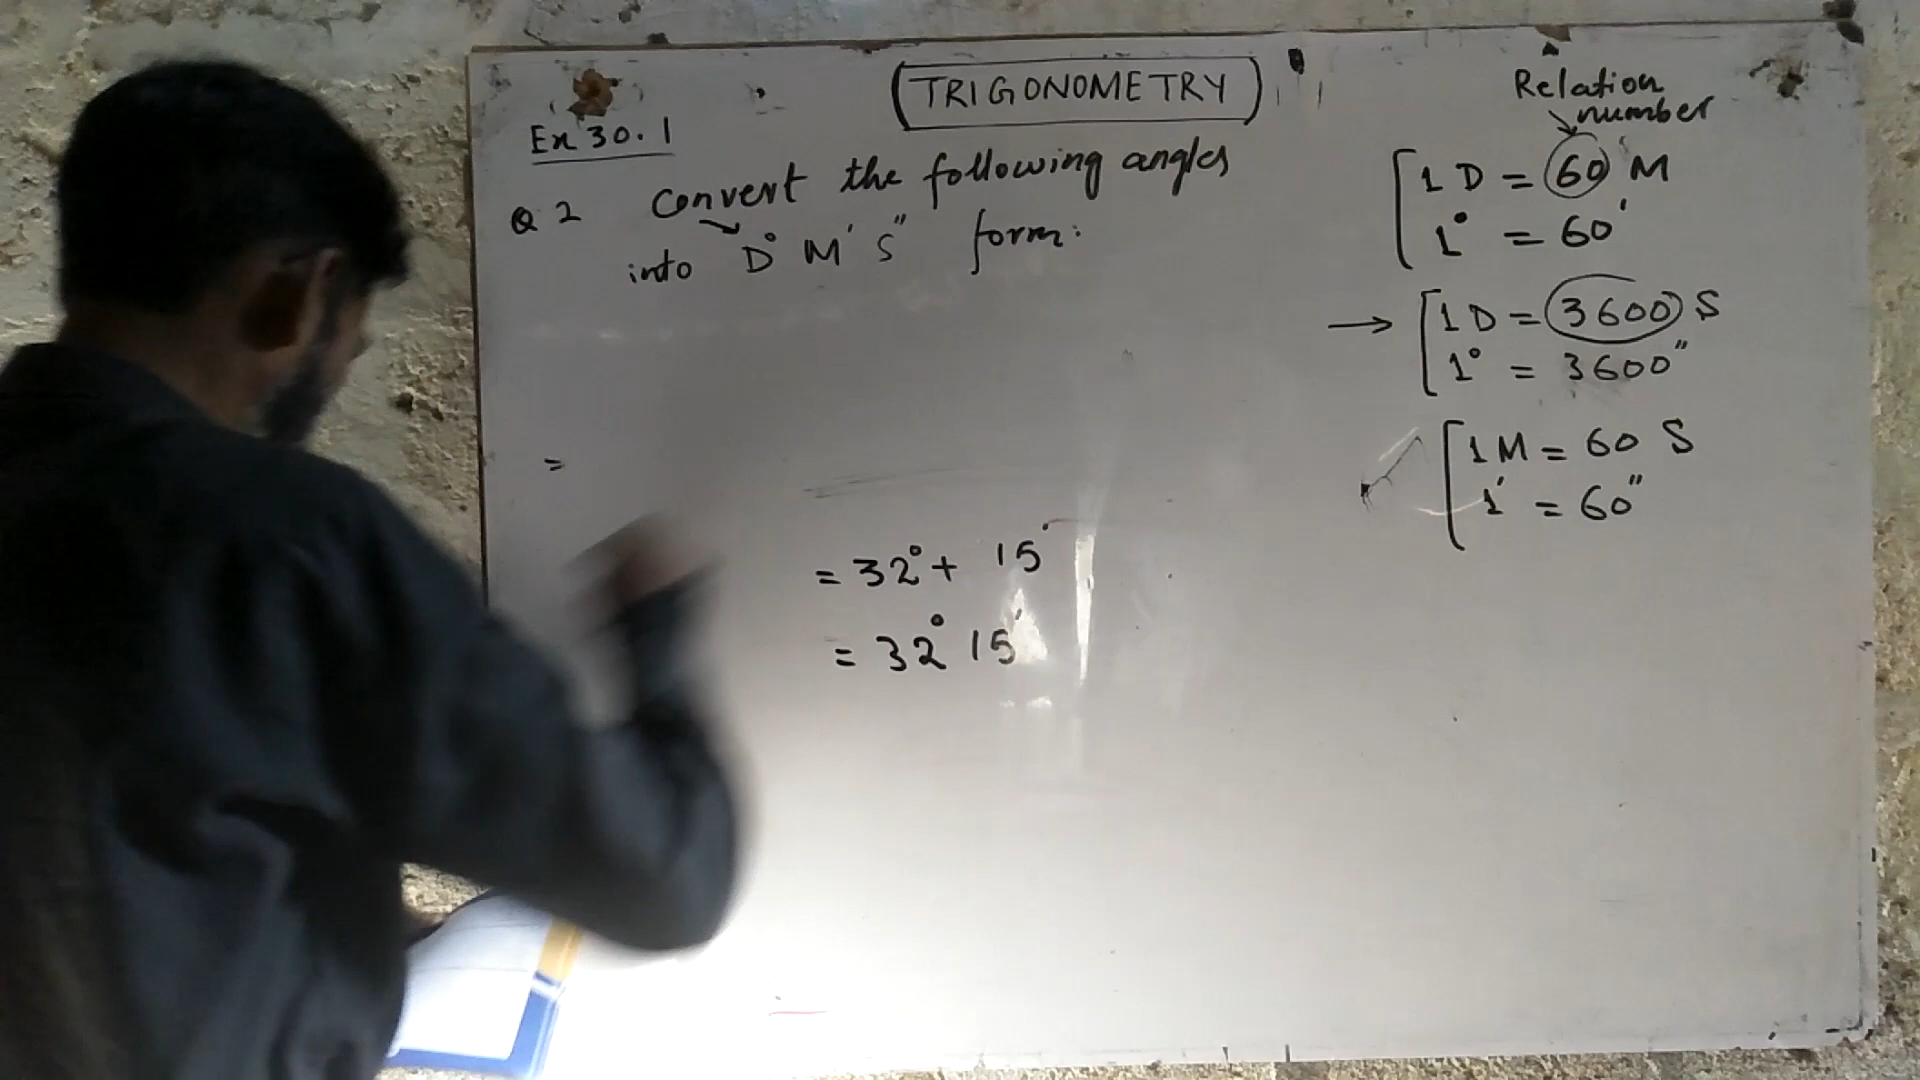 TRIGONOMETRY
Ex 30.1
Q 2 Convert the following angles
into D° M' S" form:
=
= 32° + 15'
= 32° 15'
Relation
number
1 D = 60 M
1° = 60'
→ 1 D = 3600 S
1° = 3600"
1 M = 60 S
1' = 60"